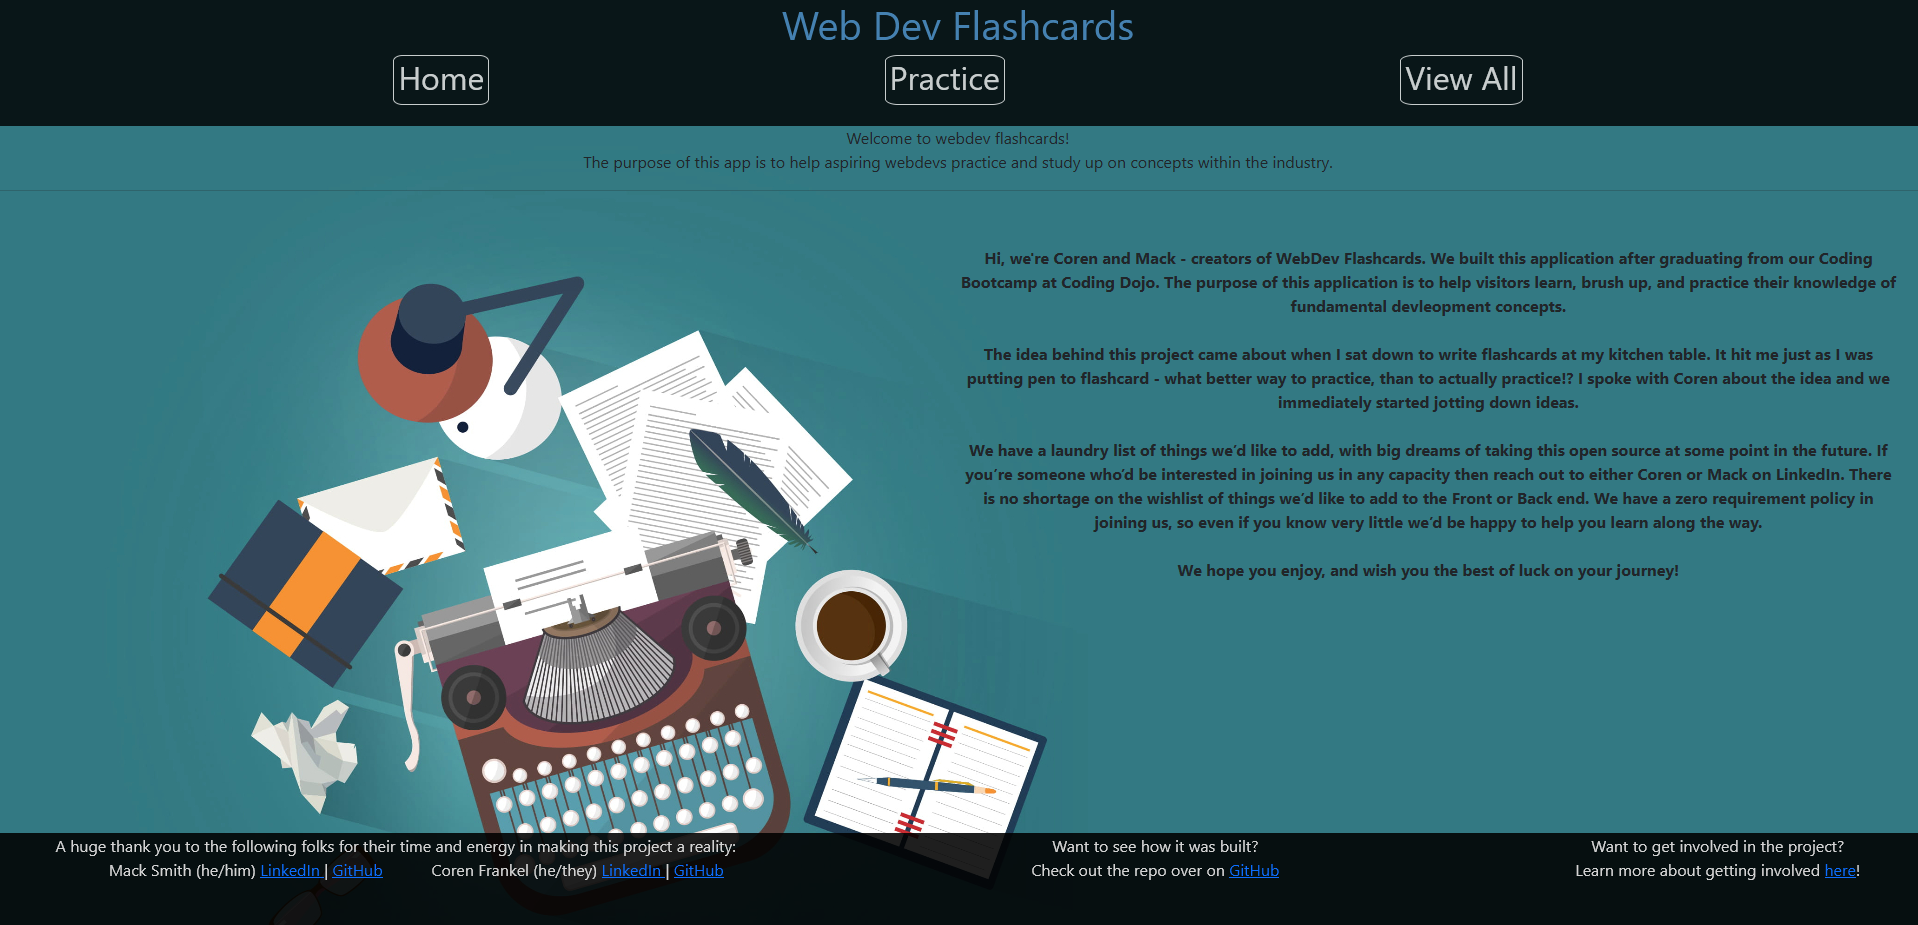 Web Dev Flashcards
Home
Practice
View All
Welcome to webdev flashcards!
The purpose of this app is to help aspiring webdevs practice and study up on concepts within the industry.
Hi, we're Coren and Mack - creators of WebDev Flashcards. We built this application after graduating from our Coding
Bootcamp at Coding Dojo. The purpose of this application is to help visitors learn, brush up, and practice their knowledge of
fundamental devleopment concepts.
The idea behind this project came about when I sat down to write flashcards at my kitchen table. It hit me just as I was
putting pen to flashcard - what better way to practice, than to actually practice!? I spoke with Coren about the idea and we
immediately started jotting down ideas.
We have a laundry list of things we'd like to add, with big dreams of taking this open source at some point in the future. If
you're someone who'd be interested in joining us in any capacity then reach out to either Coren or Mack on LinkedIn. There
is no shortage on the wishlist of things we'd like to add to the Front or Back end. We have a zero requirement policy in
joining us, so even if you know very little we'd be happy to help you learn along the way.
We hope you enjoy, and wish you the best of luck on your journey!
A huge thank you to the following folks for their time and energy in making this project a reality:
Mack Smith (he/him) LinkedIn | GitHub
Coren Frankel (he/they) LinkedIn | GitHub
Want to see how it was built?
Check out the repo over on GitHub
Want to get involved in the project?
Learn more about getting involved here!